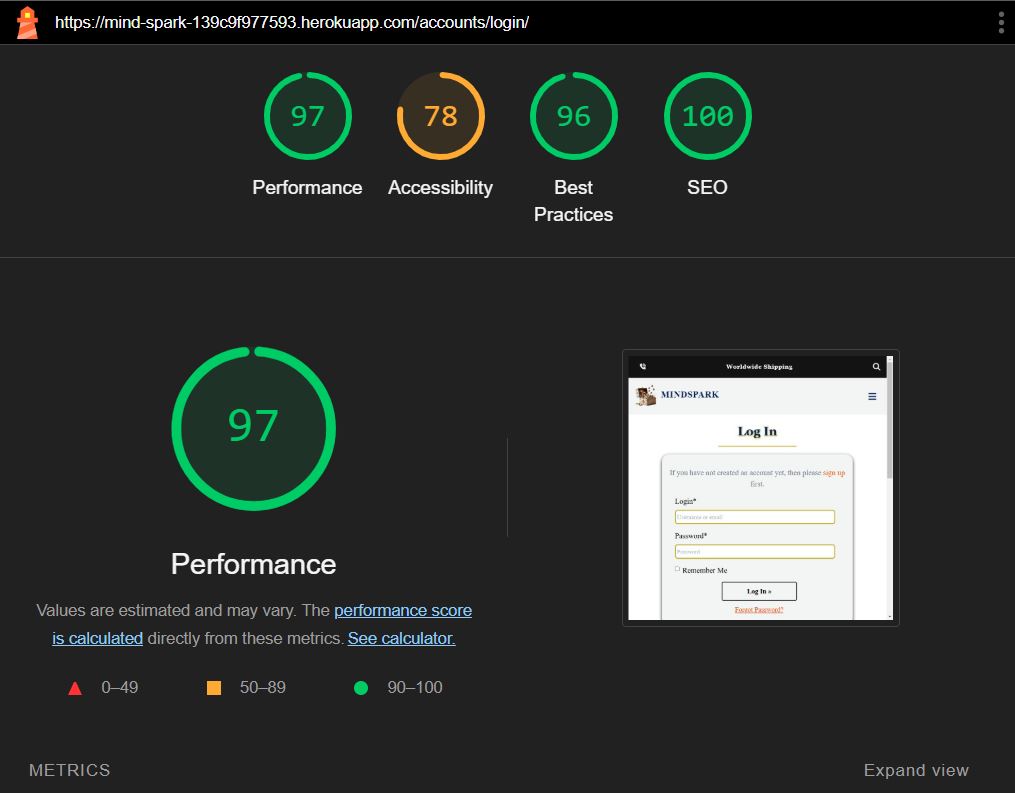 https://mind-spark-139c9f977593.herokuapp.com/accounts/login/
97
78
96
100
Performance
Accessibility
Best
Practices
SEO
97
Performance
Values are estimated and may vary. The performance score
is calculated directly from these metrics. See calculator.
0–49
50–89
90–100
Worldwide Shipping
MINDSPARK
Log In
If you have not created an account yet, then please sign up
first.
Login*
Username or email
Password*
Password
Remember Me
Log In »
Forgot Password?
METRICS
Expand view